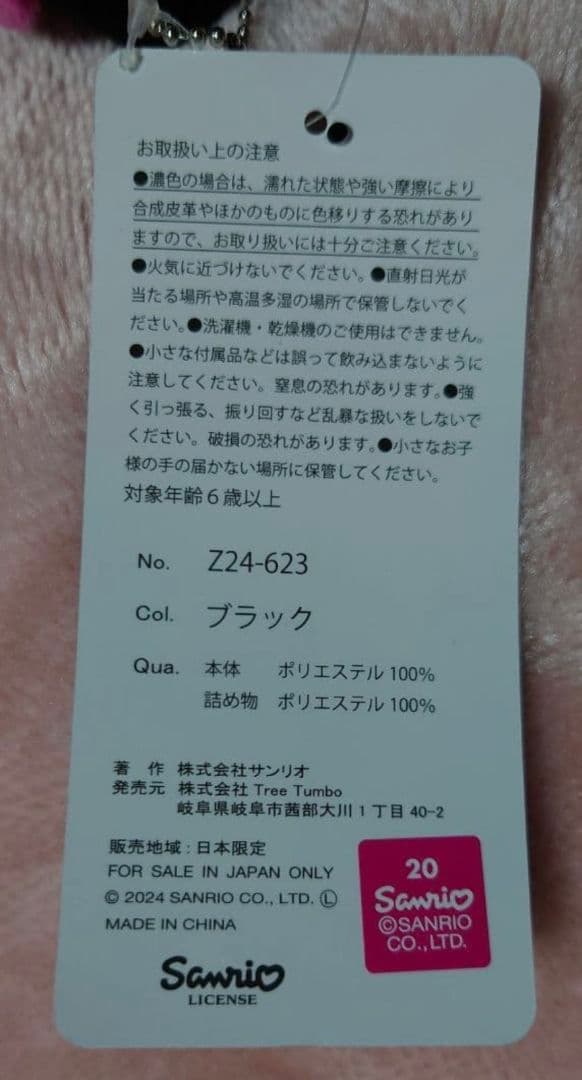 お取扱い上の注意
●濃色の場合は、濡れた状態や強い摩擦により
合成皮革やほかのものに色移りする恐れがあり
ますので、お取り扱いには十分ご注意ください。
●火気に近づけないでください。●直射日光が
当たる場所や高温多湿の場所で保管しないでく
ださい。●洗濯機・乾燥機のご使用はできません。
●小さな付属品などは誤って飲み込まないように
注意してください。窒息の恐れがあります。●強
く引っ張る、振り回すなど乱暴な扱いをしないで
ください。破損の恐れがあります。●小さなお子
様の手の届かない場所に保管してください。
対象年齢6歳以上
No. Z24-623
Col. ブラック
Qua. 本体 ポリエステル 100%
詰め物 ポリエステル 100%
著 作 株式会社サンリオ
発売元 株式会社 Tree Tumbo
岐阜県岐阜市茜部大川1丁目 40-2
販売地域:日本限定
FOR SALE IN JAPAN ONLY
© 2024 SANRIO CO., LTD. Ⓛ
MADE IN CHINA
Sanrio
LICENSE
20
Sanrio
©SANRIO
CO.,LTD.